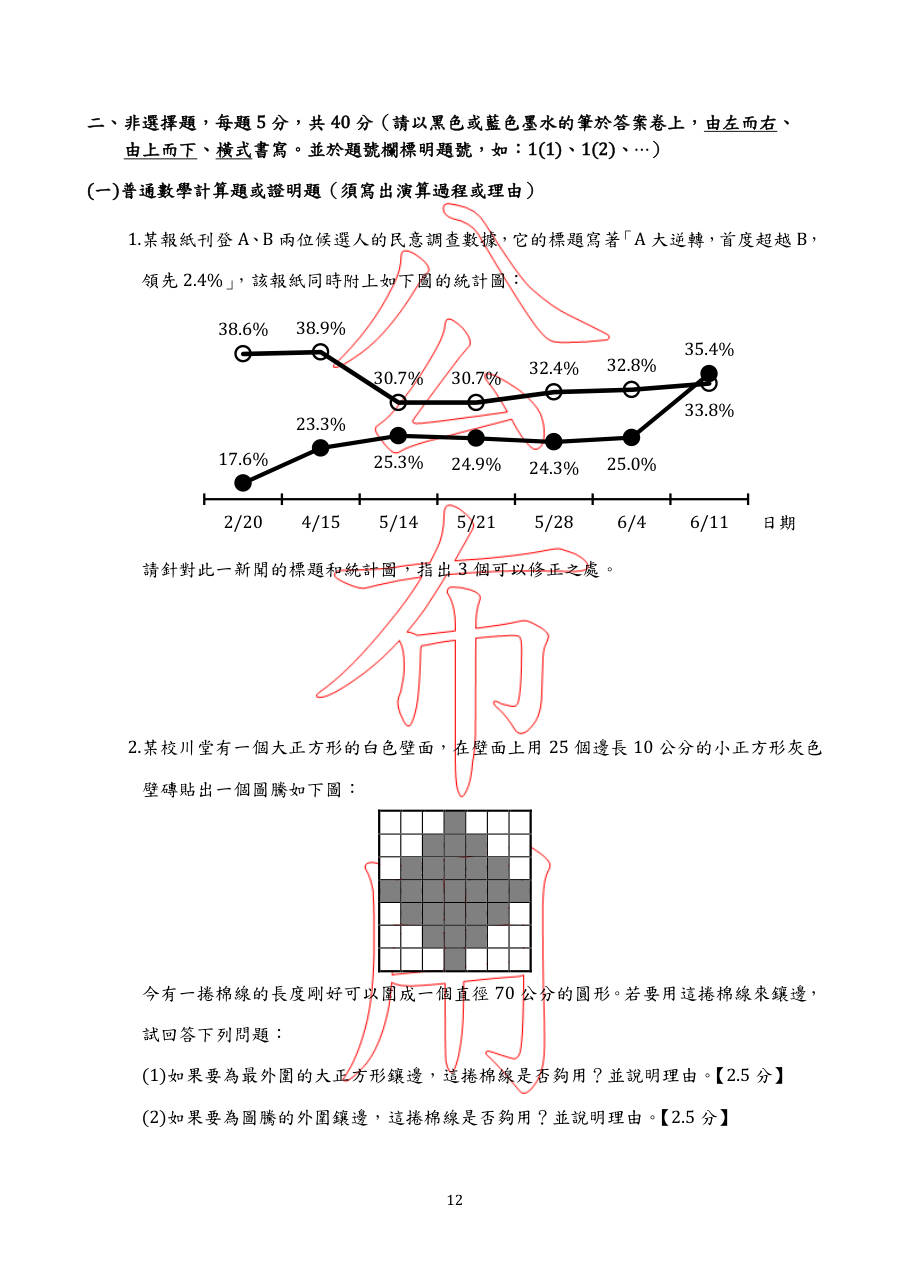 二、非選擇題，每題 5 分，共 40 分（請以黑色或藍色墨水的筆於答案卷上，由左而右、
由上而下、橫式書寫。並於題號欄標明題號，如：1(1)、1(2)、⋯）
(一)普通數學計算題或證明題（須寫出演算過程或理由）
1.某報紙刊登 A、B 兩位候選人的民意調查數據，它的標題寫著「A 大逆轉，首度超越 B，
領先 2.4%」，該報紙同時附上如下圖的統計圖：
38.6% 38.9% 30.7% 30.7% 32.4% 32.8% 35.4%
17.6% 23.3% 25.3% 24.9% 24.3% 25.0% 33.8%
2/20 4/15 5/14 5/21 5/28 6/4 6/11 日期
請針對此一新聞的標題和統計圖，指出 3 個可以修正之處。
2.某校川堂有一個大正方形的白色壁面，在壁面上用 25 個邊長 10 公分的小正方形灰色
壁磚貼出一個圖騰如下圖：
今有一捲棉線的長度剛好可以圍成一個直徑 70 公分的圓形。若要用這捲棉線來鑲邊，
試回答下列問題：
(1)如果要為最外圍的大正方形鑲邊，這捲棉線是否夠用？並說明理由。【2.5 分】
(2)如果要為圖騰的外圍鑲邊，這捲棉線是否夠用？並說明理由。【2.5 分】
公
布
用
12